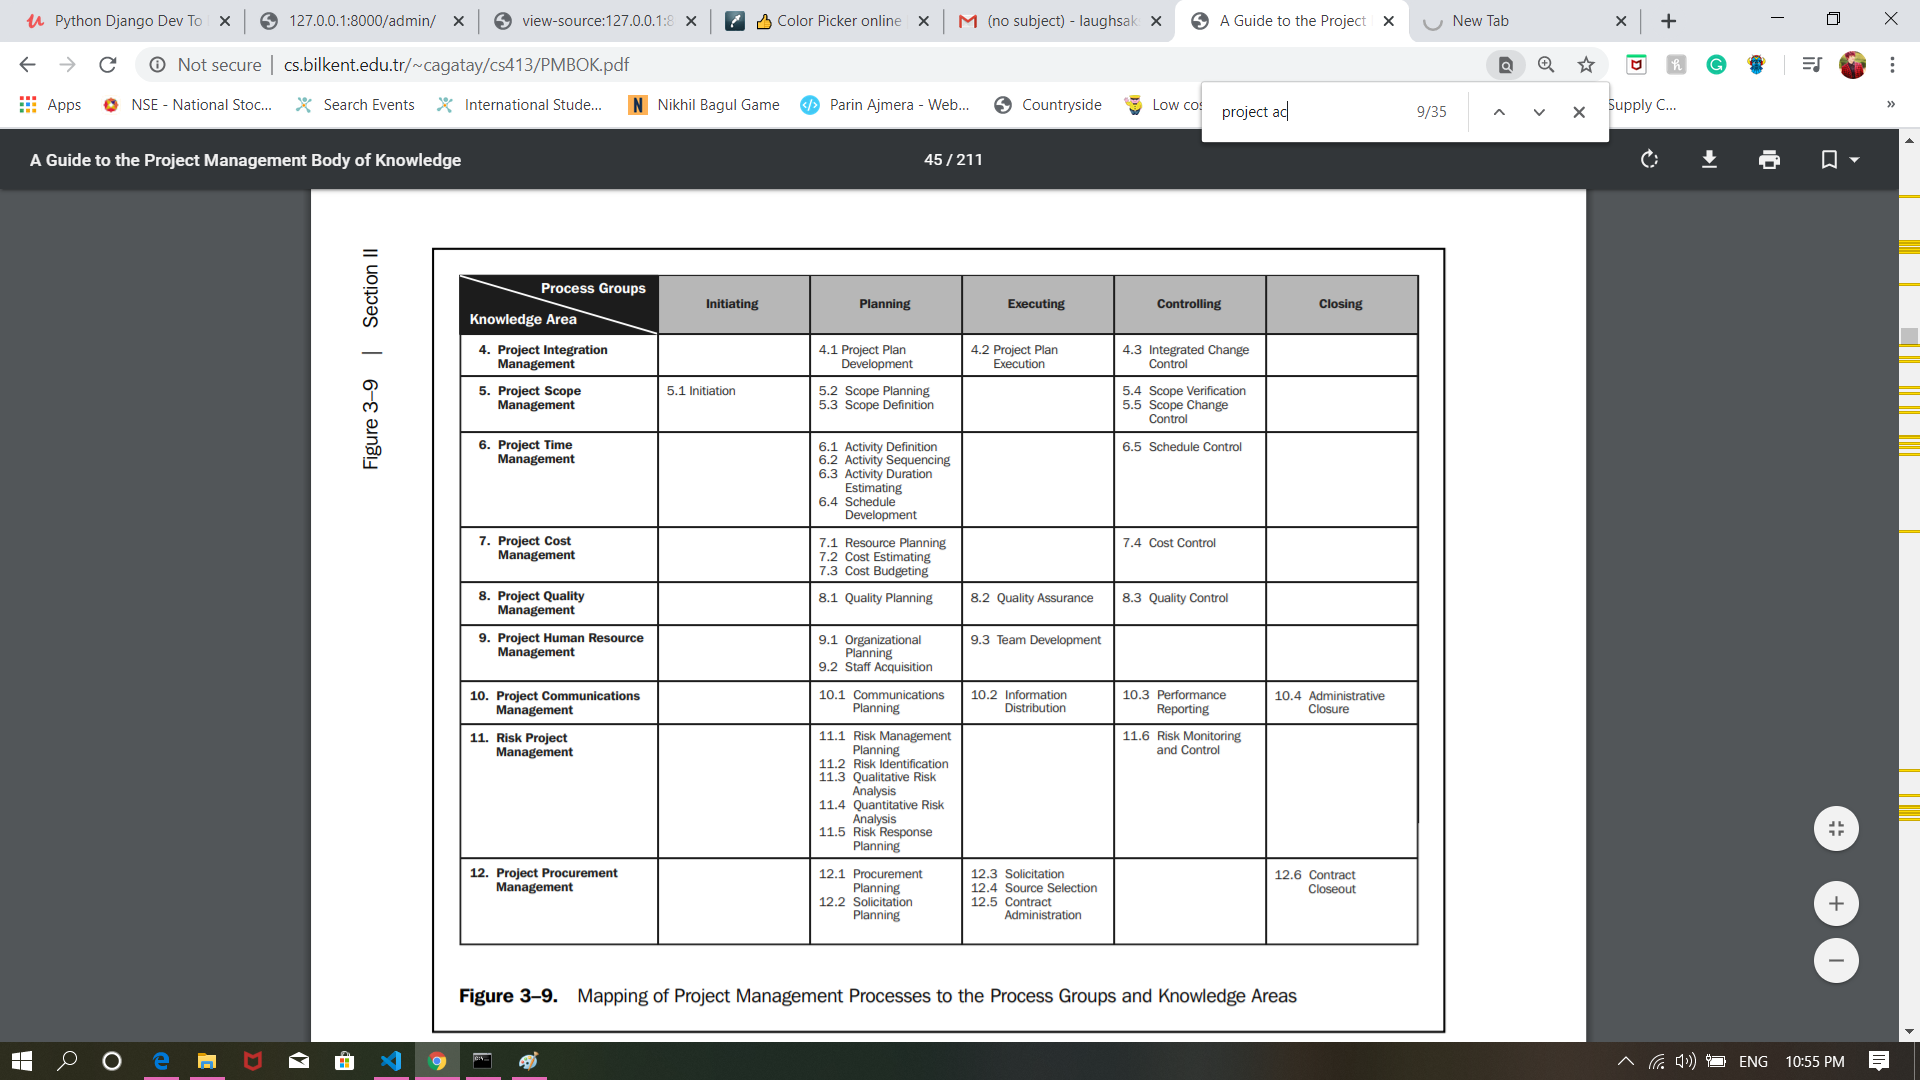 Python Django Dev To
127.0.0.1:8000/admin/
view-source:127.0.0.1:8
👍 Color Picker online
(no subject) - laughsak
A Guide to the Project
New Tab
Not secure | cs.bilkent.edu.tr/~cagatay/cs413/PMBOK.pdf
Apps
NSE - National Stoc...
Search Events
International Stude...
Nikhil Bagul Game
Parin Ajmera - Web...
Countryside
Low cos
Supply C...
»
project ac
9/35
A Guide to the Project Management Body of Knowledge
45 / 211
Figure 3–9 | Section II
Process Groups
Knowledge Area
Initiating
Planning
Executing
Controlling
Closing
4. Project Integration
Management
4.1 Project Plan
Development
4.2 Project Plan
Execution
4.3 Integrated Change
Control
5. Project Scope
Management
5.1 Initiation
5.2 Scope Planning
5.3 Scope Definition
5.4 Scope Verification
5.5 Scope Change
Control
6. Project Time
Management
6.1 Activity Definition
6.2 Activity Sequencing
6.3 Activity Duration
Estimating
6.4 Schedule
Development
6.5 Schedule Control
7. Project Cost
Management
7.1 Resource Planning
7.2 Cost Estimating
7.3 Cost Budgeting
7.4 Cost Control
8. Project Quality
Management
8.1 Quality Planning
8.2 Quality Assurance
8.3 Quality Control
9. Project Human Resource
Management
9.1 Organizational
Planning
9.2 Staff Acquisition
9.3 Team Development
10. Project Communications
Management
10.1 Communications
Planning
10.2 Information
Distribution
10.3 Performance
Reporting
10.4 Administrative
Closure
11. Risk Project
Management
11.1 Risk Management
Planning
11.2 Risk Identification
11.3 Qualitative Risk
Analysis
11.4 Quantitative Risk
Analysis
11.5 Risk Response
Planning
11.6 Risk Monitoring
and Control
12. Project Procurement
Management
12.1 Procurement
Planning
12.2 Solicitation
Planning
12.3 Solicitation
12.4 Source Selection
12.5 Contract
Administration
12.6 Contract
Closeout
Figure 3–9. Mapping of Project Management Processes to the Process Groups and Knowledge Areas
ENG
10:55 PM